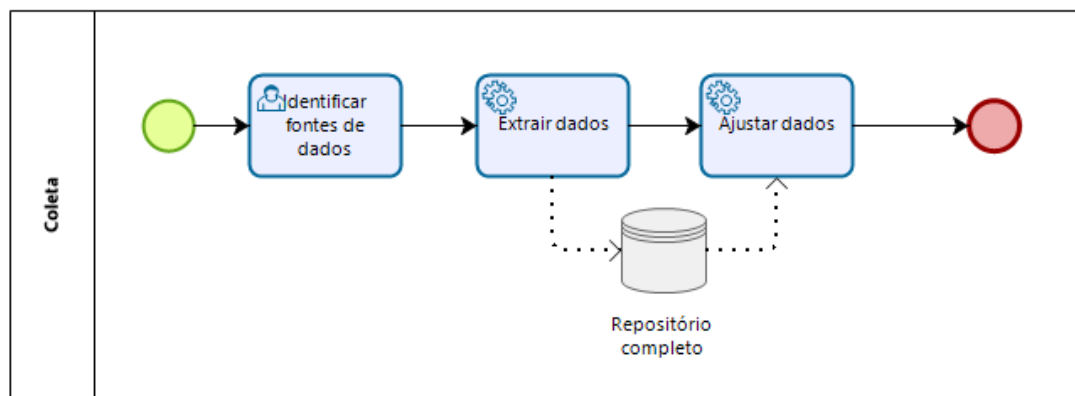 Coleta
Identificar
fontes de
dados
Extrair dados
Ajustar dados
Repositório
completo